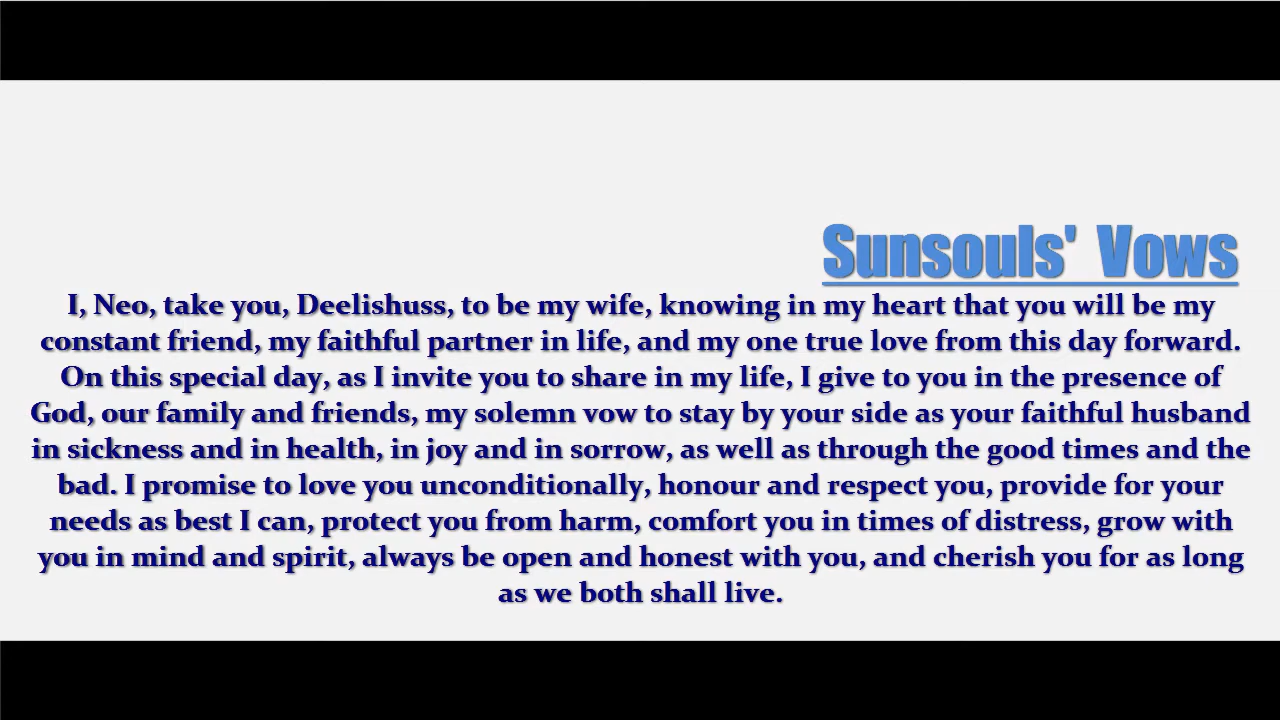 Sunsouls' Vows
I, Neo, take you, Deelishuss, to be my wife, knowing in my heart that you will be my
constant friend, my faithful partner in life, and my one true love from this day forward.
On this special day, as I invite you to share in my life, I give to you in the presence of
God, our family and friends, my solemn vow to stay by your side as your faithful husband
in sickness and in health, in joy and in sorrow, as well as through the good times and the
bad. I promise to love you unconditionally, honour and respect you, provide for your
needs as best I can, protect you from harm, comfort you in times of distress, grow with
you in mind and spirit, always be open and honest with you, and cherish you for as long
as we both shall live.